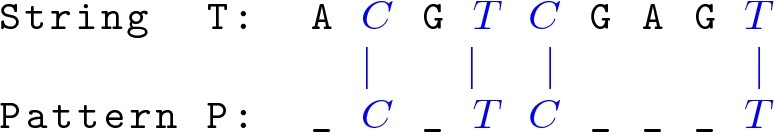 String T: A C G T C G A G T
| | | |
Pattern P: _ C _ T C _ _ _ T